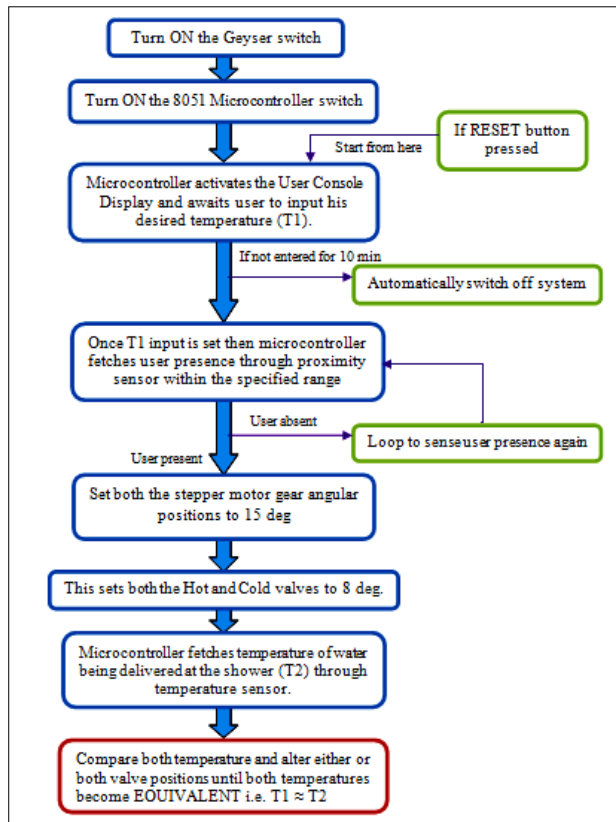 Turn ON the Geyser switch
Turn ON the 8051 Microcontroller switch
If RESET button
pressed
Start from here
Microcontroller activates the User Console
Display and awaits user to input his
desired temperature (T1).
If not entered for 10 min
Automatically switch off system
Once T1 input is set then microcontroller
fetches user presence through proximity
sensor within the specified range
User absent
Loop to sense user presence again
User present
Set both the stepper motor gear angular
positions to 15 deg
This sets both the Hot and Cold valves to 8 deg.
Microcontroller fetches temperature of water
being delivered at the shower (T2) through
temperature sensor.
Compare both temperature and alter either or
both valve positions until both temperatures
become EQUIVALENT i.e. T1 ≈ T2